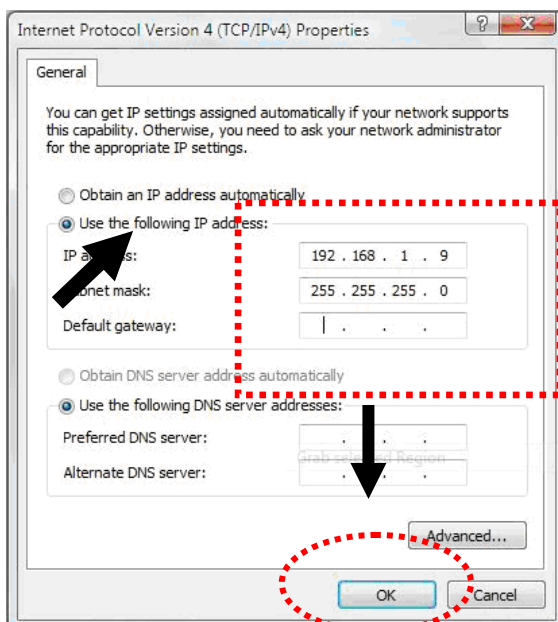 Internet Protocol Version 4 (TCP/IPv4) Properties
General
You can get IP settings assigned automatically if your network supports
this capability. Otherwise, you need to ask your network administrator
for the appropriate IP settings.
Obtain an IP address automatically
Use the following IP address:
IP address: 192 . 168 . 1 . 9
Subnet mask: 255 . 255 . 255 . 0
Default gateway: . . .
Obtain DNS server address automatically
Use the following DNS server addresses:
Preferred DNS server: . . .
Grab selected Region
Alternate DNS server: . . .
Advanced...
OK Cancel